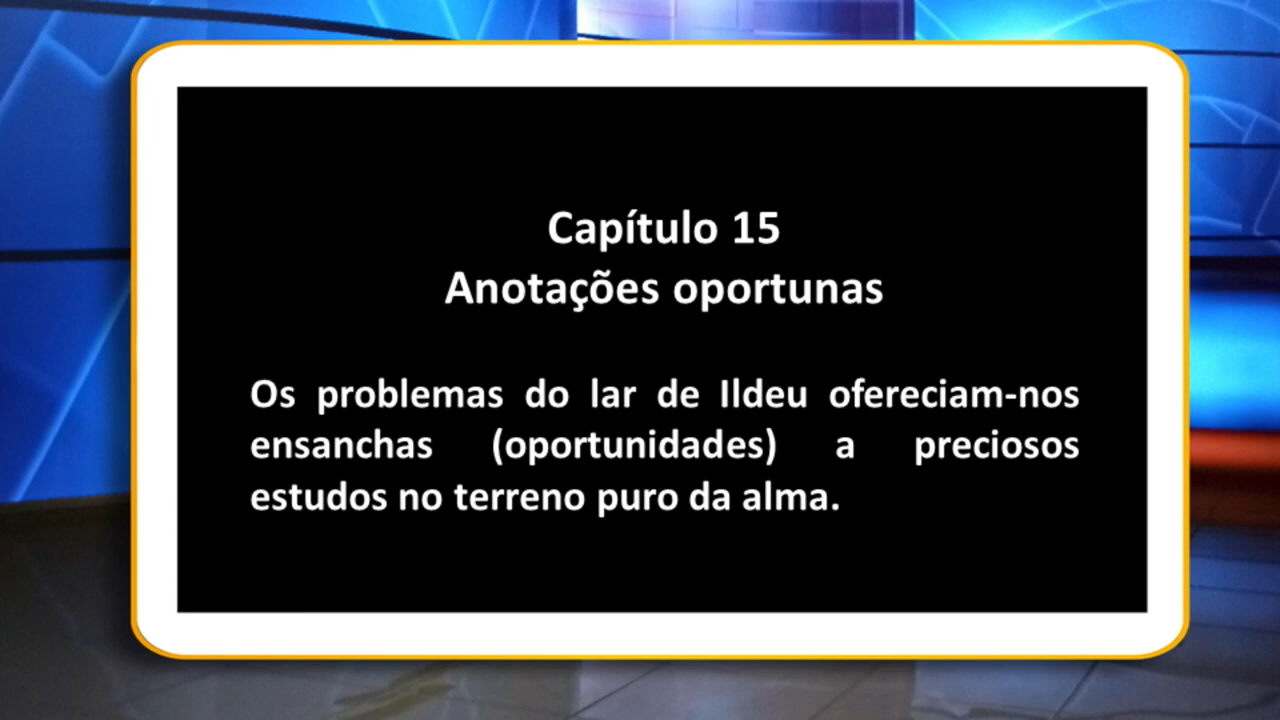 Capítulo 15
Anotações oportunas
Os problemas do lar de Ildeu ofereciam-nos
ensanchas (oportunidades) a preciosos
estudos no terreno puro da alma.